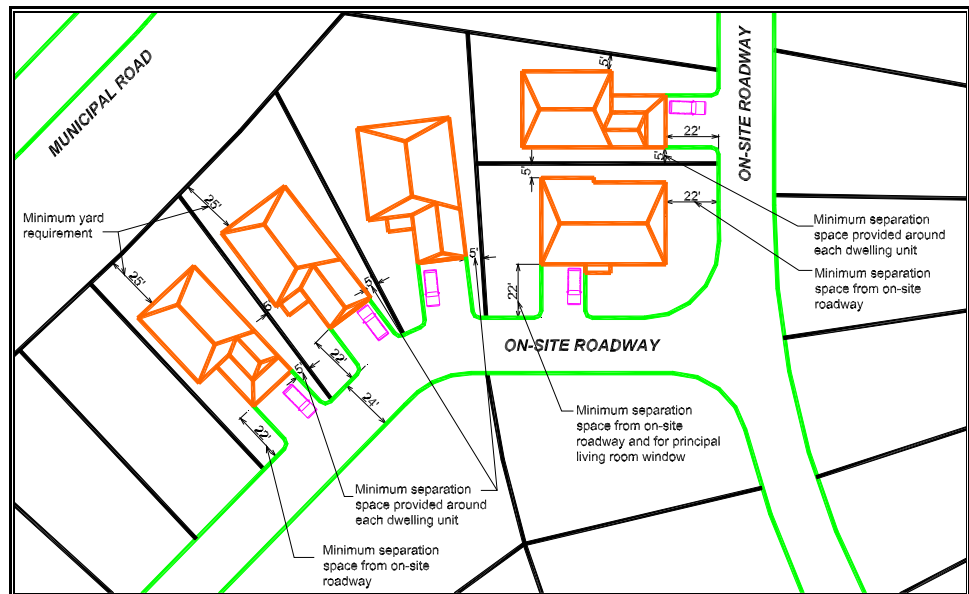 MUNICIPAL ROAD
ON-SITE ROADWAY
5'
22'
5'
5'
22'
Minimum separation
space provided around
each dwelling unit
Minimum separation
space from on-site
roadway
Minimum yard
requirement
25'
25'
5'
5'
5'
22'
22'
5'
24'
22'
ON-SITE ROADWAY
Minimum separation
space from on-site
roadway and for principal
living room window
Minimum separation
space provided around
each dwelling unit
Minimum separation
space from on-site
roadway